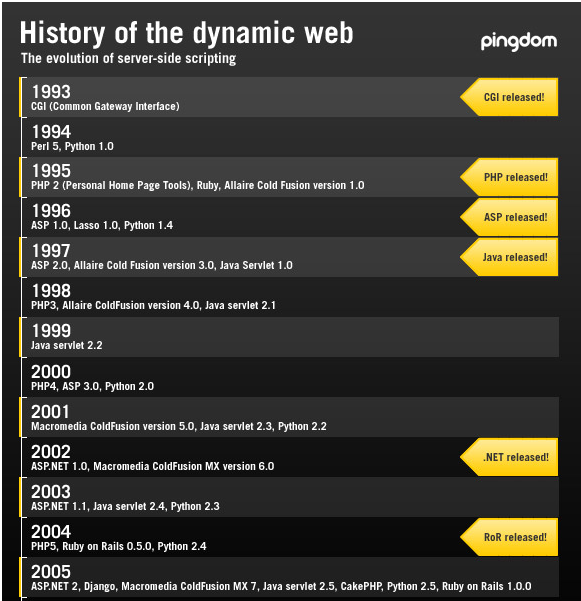 History of the dynamic web
pingdom
The evolution of server-side scripting
1993
CGI (Common Gateway Interface)
CGI released!
1994
Perl 5, Python 1.0
1995
PHP 2 (Personal Home Page Tools), Ruby, Allaire Cold Fusion version 1.0
PHP released!
1996
ASP 1.0, Lasso 1.0, Python 1.4
ASP released!
1997
ASP 2.0, Allaire Cold Fusion version 3.0, Java Servlet 1.0
Java released!
1998
PHP3, Allaire ColdFusion version 4.0, Java servlet 2.1
1999
Java servlet 2.2
2000
PHP4, ASP 3.0, Python 2.0
2001
Macromedia ColdFusion version 5.0, Java servlet 2.3, Python 2.2
2002
ASP.NET 1.0, Macromedia ColdFusion MX version 6.0
.NET released!
2003
ASP.NET 1.1, Java servlet 2.4, Python 2.3
2004
PHP5, Ruby on Rails 0.5.0, Python 2.4
RoR released!
2005
ASP.NET 2, Django, Macromedia ColdFusion MX 7, Java servlet 2.5, CakePHP, Python 2.5, Ruby on Rails 1.0.0